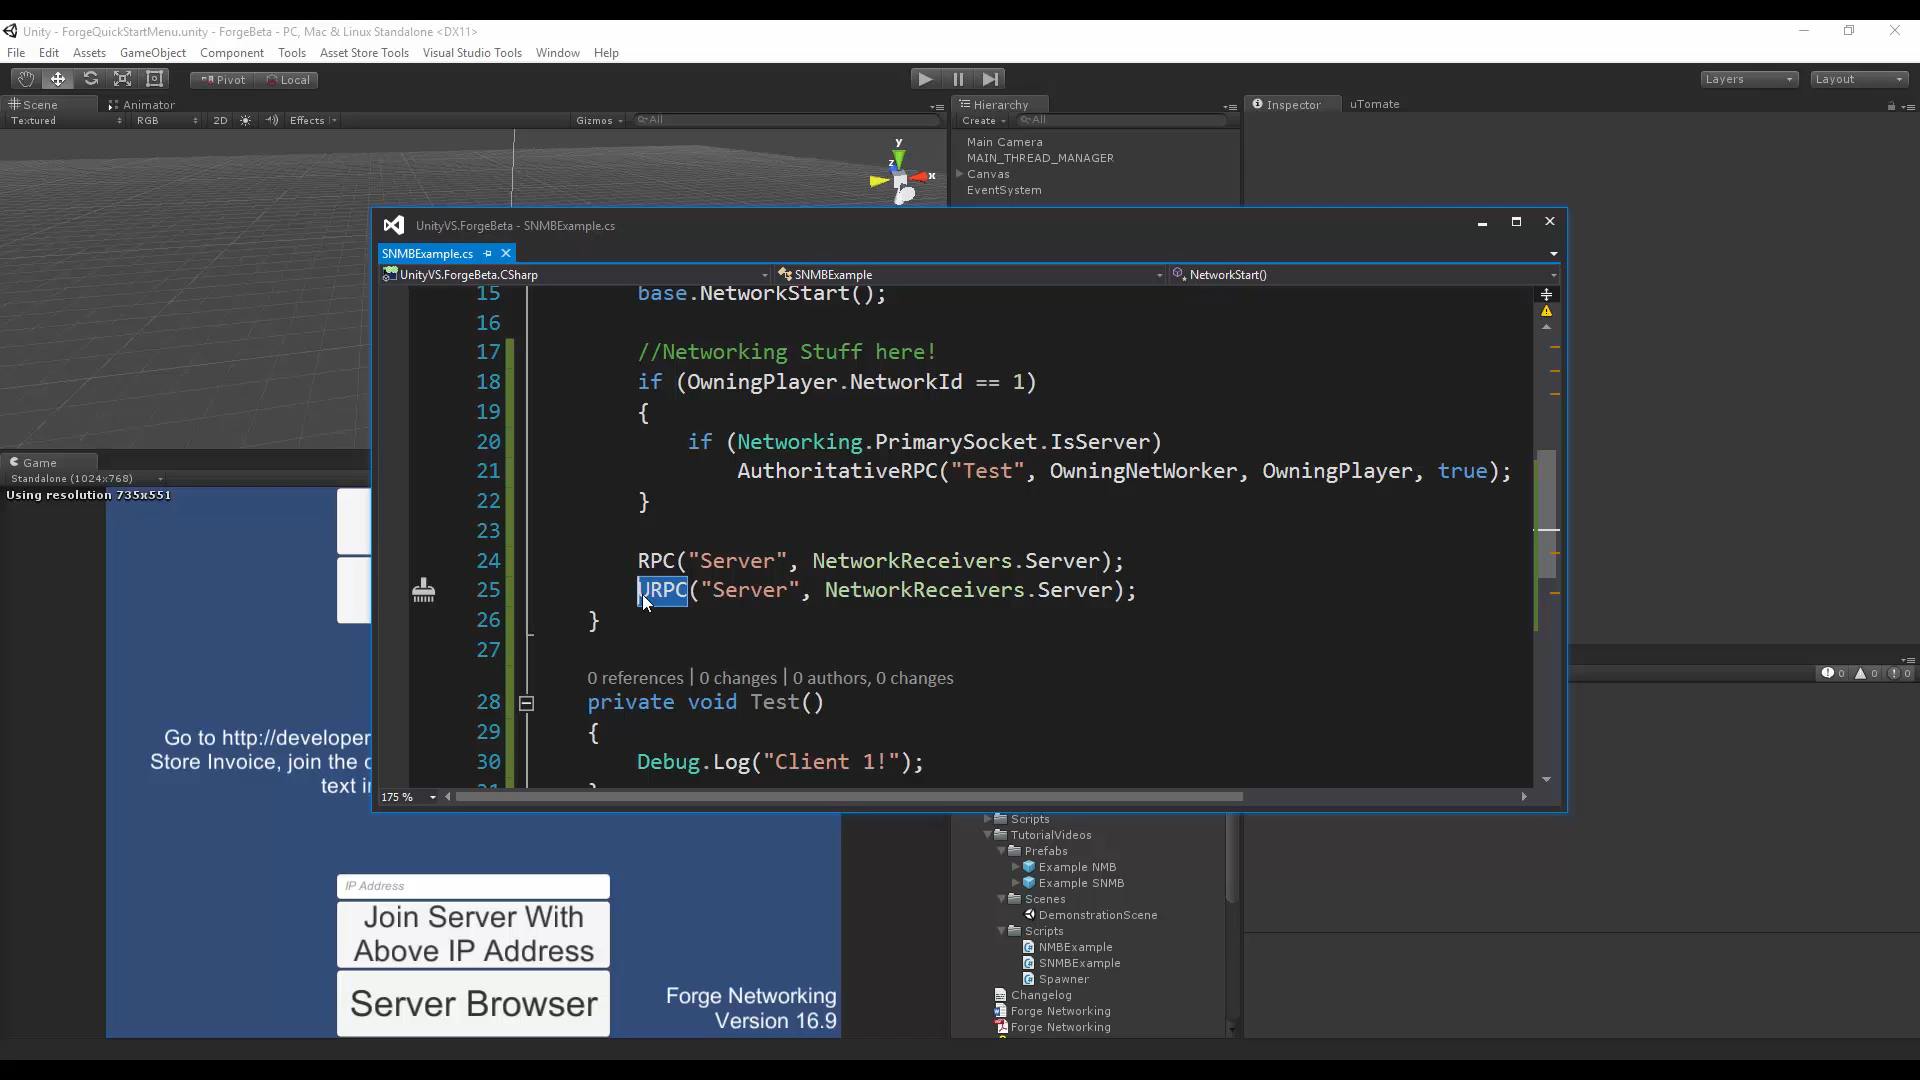 Unity - ForgeQuickStartMenu.unity - ForgeBeta - PC, Mac & Linux Standalone <DX11>
File Edit Assets GameObject Component Tools Asset Store Tools Visual Studio Tools Window Help
Pivot Local Layers Layout
Scene Animator Hierarchy Inspector uTomate
Textured RGB 2D Effects Gizmos All Create All
Main Camera
MAIN_THREAD_MANAGER
Canvas
EventSystem
UnityVS.ForgeBeta - SNMBExample.cs
SNMBExample.cs
UnityVS.ForgeBeta.CSharp SNMBExample NetworkStart()
15 base.NetworkStart();
16
17 //Networking Stuff here!
18 if (OwningPlayer.NetworkId == 1)
19 {
20 if (Networking.PrimarySocket.IsServer)
21 AuthoritativeRPC("Test", OwningNetWorker, OwningPlayer, true);
22 }
23
24 RPC("Server", NetworkReceivers.Server);
25 URPC("Server", NetworkReceivers.Server);
26 }
27
0 references | 0 changes | 0 authors, 0 changes
28 private void Test()
29 {
30 Debug.Log("Client 1!");
31 }
175 %
Game
Standalone (1024x768)
Using resolution 735x551
Go to http://developer
Store Invoice, join the
text i
IP Address
Join Server With
Above IP Address
Server Browser
Forge Networking
Version 16.9
0 0 0
Scripts
TutorialVideos
Prefabs
Example NMB
Example SNMB
Scenes
DemonstrationScene
Scripts
NMBExample
SNMBExample
Spawner
Changelog
Forge Networking
Forge Networking